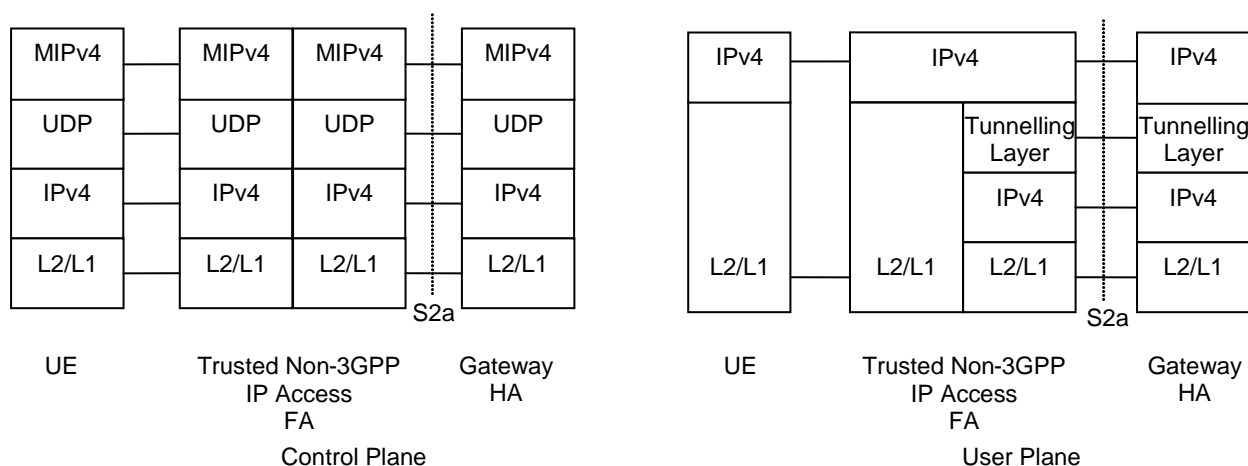 MIPv4 MIPv4 MIPv4 MIPv4
UDP UDP UDP UDP
IPv4 IPv4 IPv4 IPv4
L2/L1 L2/L1 L2/L1 L2/L1
S2a
UE Trusted Non-3GPP Gateway
IP Access HA
FA
Control Plane
IPv4 IPv4 IPv4
Tunnelling Tunnelling
Layer Layer
IPv4 IPv4
L2/L1 L2/L1 L2/L1 L2/L1
S2a
UE Trusted Non-3GPP Gateway
IP Access HA
FA
User Plane